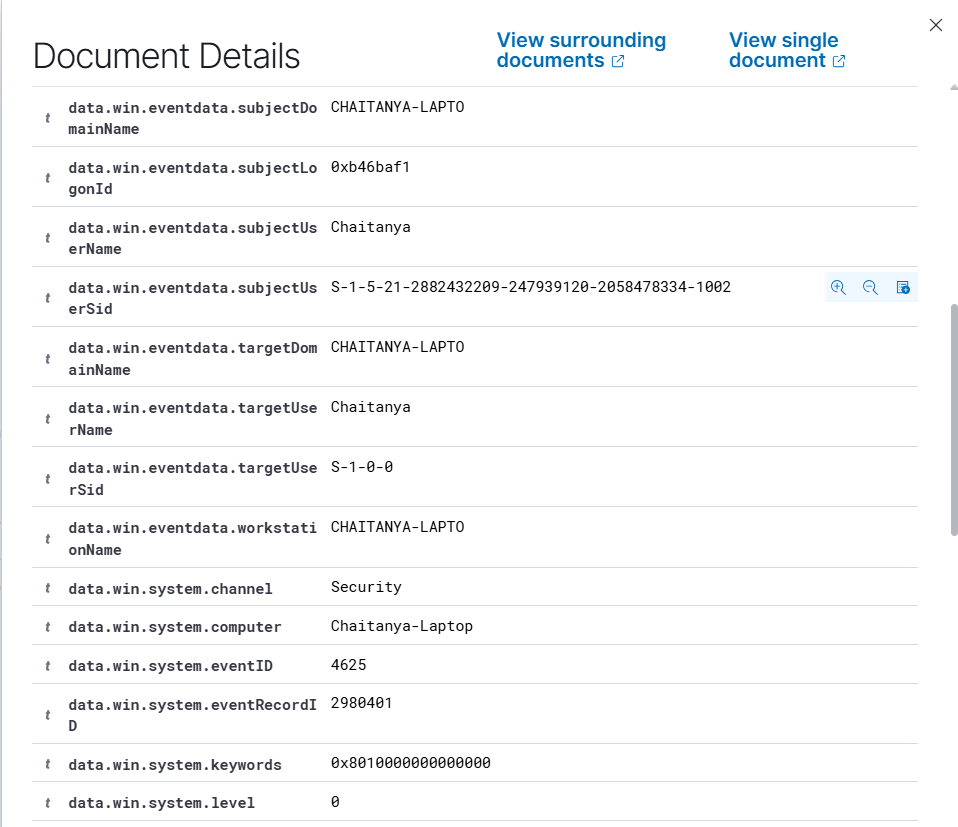 Document Details
View surrounding
documents
View single
document
t
data.win.eventdata.subjectDo
mainName
CHAITANYA-LAPTO
t
data.win.eventdata.subjectLo
gonId
0xb46baf1
t
data.win.eventdata.subjectUs
erName
Chaitanya
t
data.win.eventdata.subjectUs
erSid
S-1-5-21-2882432209-247939120-2058478334-1002
t
data.win.eventdata.targetDom
ainName
CHAITANYA-LAPTO
t
data.win.eventdata.targetUse
rName
Chaitanya
t
data.win.eventdata.targetUse
rSid
S-1-0-0
t
data.win.eventdata.workstati
onName
CHAITANYA-LAPTO
t data.win.system.channel Security
t data.win.system.computer Chaitanya-Laptop
t data.win.system.eventID 4625
t
data.win.system.eventRecordI
D
2980401
t data.win.system.keywords 0x8010000000000000
t data.win.system.level 0